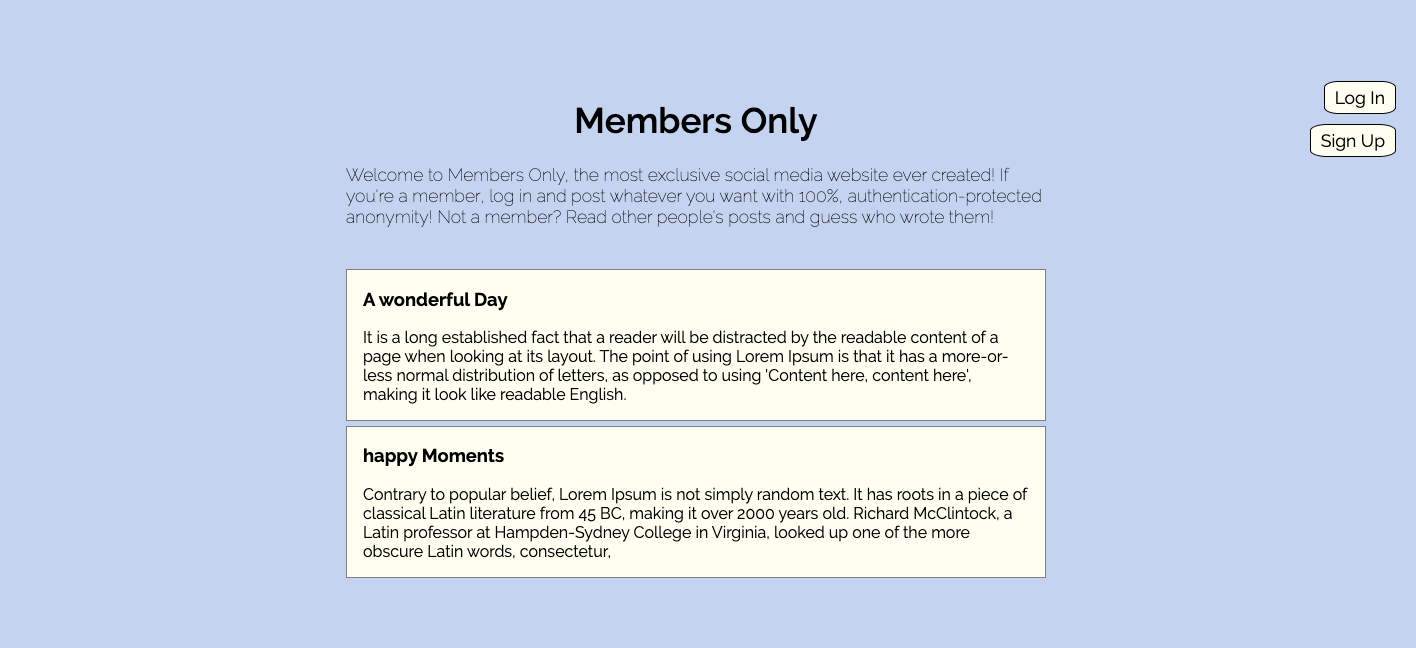 Log In
Members Only
Sign Up
Welcome to Members Only, the most exclusive social media website ever created! If
you're a member, log in and post whatever you want with 100%, authentication-protected
anonymity! Not a member? Read other people's posts and guess who wrote them!
A wonderful Day
It is a long established fact that a reader will be distracted by the readable content of a
page when looking at its layout. The point of using Lorem Ipsum is that it has a more-or-
less normal distribution of letters, as opposed to using 'Content here, content here',
making it look like readable English.
happy Moments
Contrary to popular belief, Lorem Ipsum is not simply random text. It has roots in a piece of
classical Latin literature from 45 BC, making it over 2000 years old. Richard McClintock, a
Latin professor at Hampden-Sydney College in Virginia, looked up one of the more
obscure Latin words, consectetur,